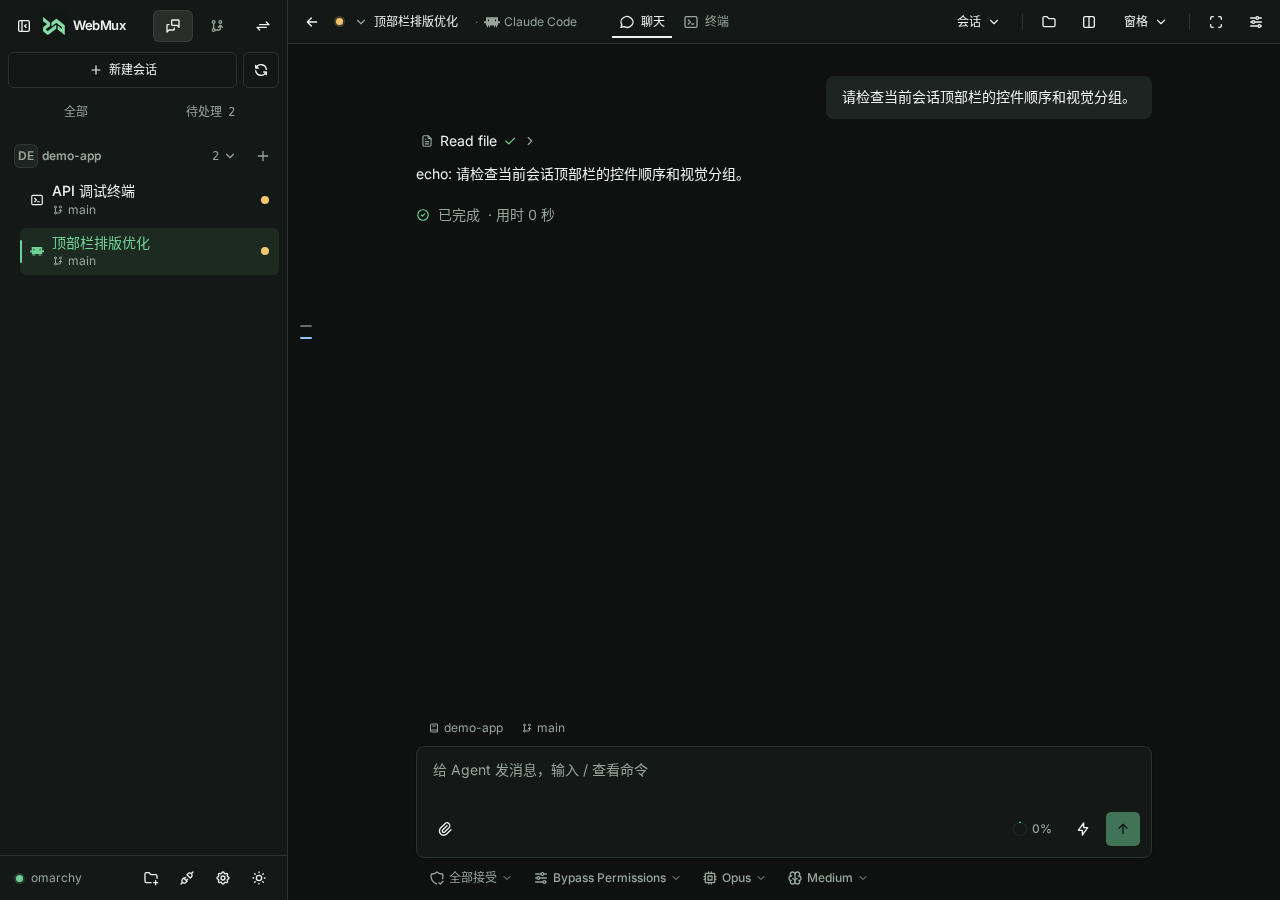 WebMux
新建会话
全部 待处理 2
DE demo-app 2
API 调试终端
main
顶部栏排版优化
main
omarchy
顶部栏排版优化 · Claude Code 聊天 终端 会话 窗格
请检查当前会话顶部栏的控件顺序和视觉分组。
Read file
echo: 请检查当前会话顶部栏的控件顺序和视觉分组。
已完成 · 用时 0 秒
demo-app main
给 Agent 发消息，输入 / 查看命令
0%
全部接受 Bypass Permissions Opus Medium